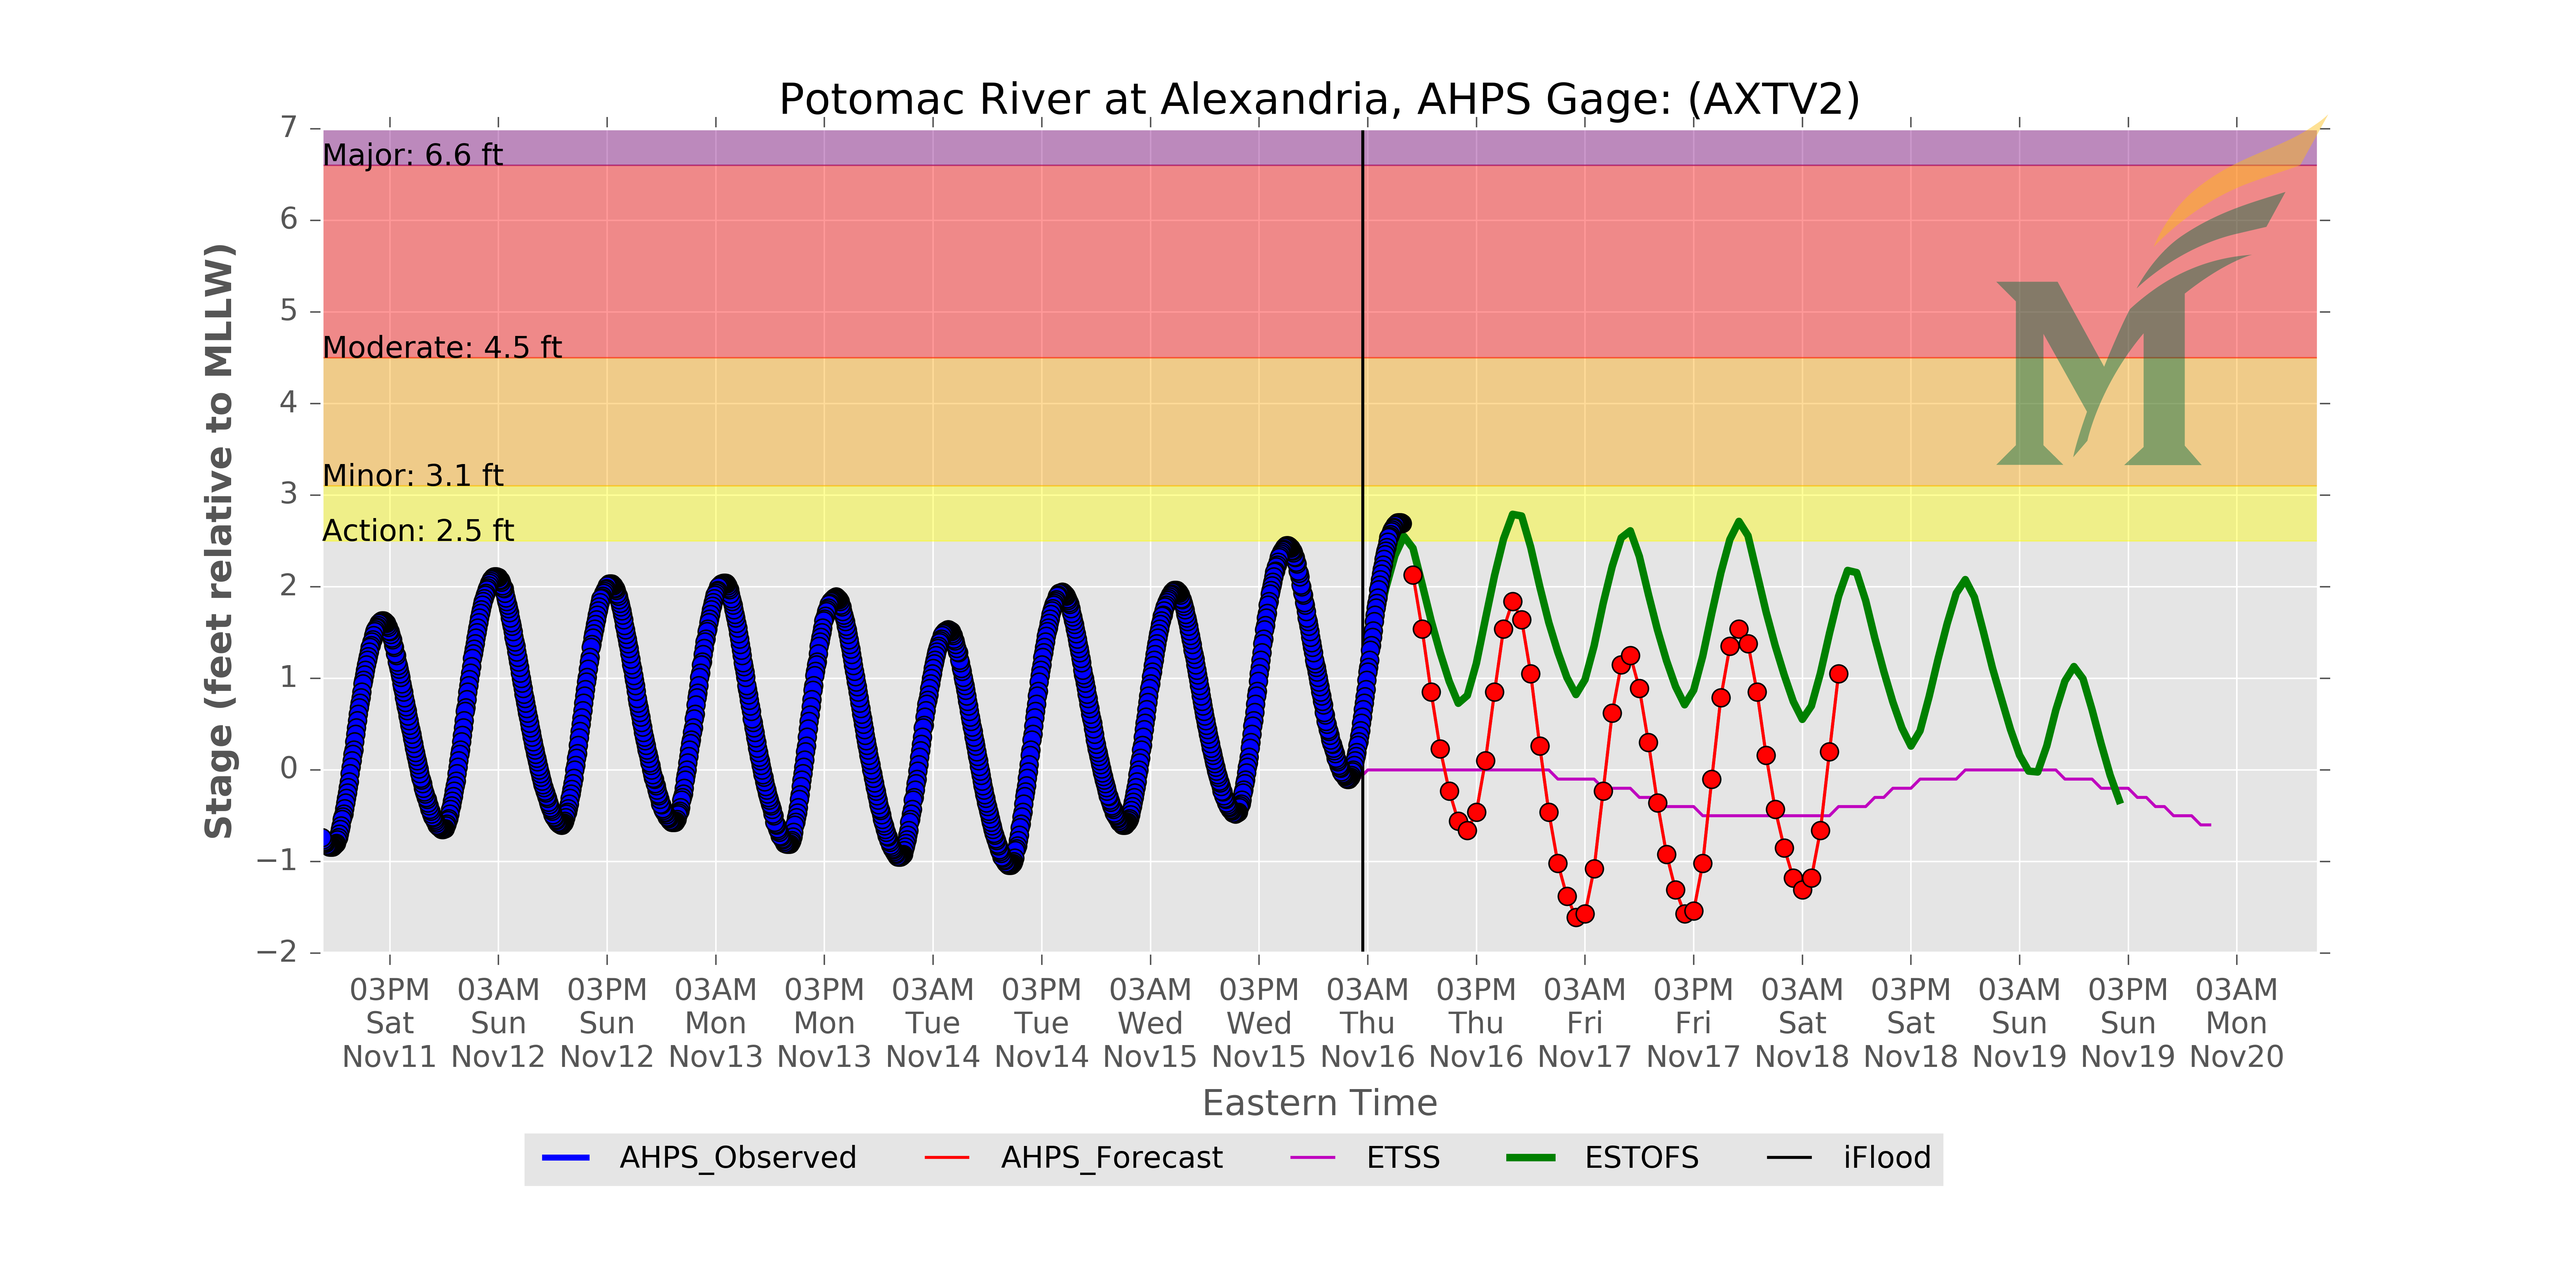 Potomac River at Alexandria, AHPS Gage: (AXTV2)
Stage (feet relative to MLLW)
7
6
5
4
3
2
1
0
−1
−2
Major: 6.6 ft
Moderate: 4.5 ft
Minor: 3.1 ft
Action: 2.5 ft
M
03PM 03AM 03PM 03AM 03PM 03AM 03PM 03AM 03PM 03AM 03PM 03AM 03PM 03AM 03PM 03AM 03PM 03AM
Sat Sun Sun Mon Mon Tue Tue Wed Wed Thu Thu Fri Fri Sat Sat Sun Sun Mon
Nov11 Nov12 Nov12 Nov13 Nov13 Nov14 Nov14 Nov15 Nov15 Nov16 Nov16 Nov17 Nov17 Nov18 Nov18 Nov19 Nov19 Nov20
Eastern Time
AHPS_Observed AHPS_Forecast ETSS ESTOFS iFlood